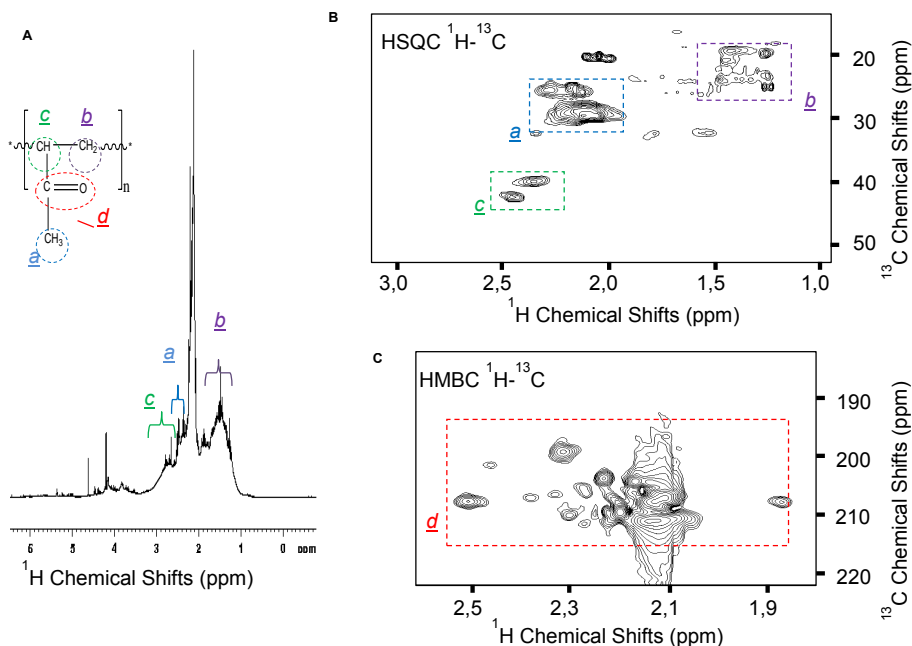 A
c
b
* CH CH2 *
n
C O
d
CH3
a
a
b
c
6 5 4 3 2 1 0 ppm
1H Chemical Shifts (ppm)
B
HSQC 1H-13C
a
b
c
20
30
40
50
3,0 2,5 2,0 1,5 1,0
1H Chemical Shifts (ppm)
13C Chemical Shifts (ppm)
C
HMBC 1H-13C
d
190
200
210
220
2,5 2,3 2,1 1,9
1H Chemical Shifts (ppm)
13C Chemical Shifts (ppm)